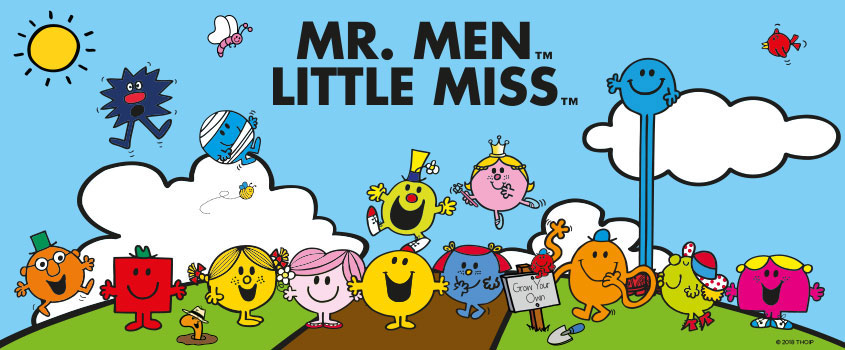 MR. MEN™
LITTLE MISS™
Grow Your
Own
© 2018 THOIP